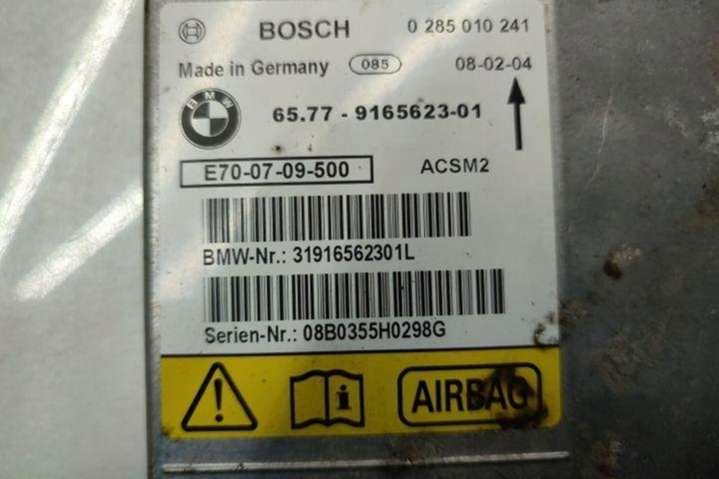 BOSCH 0 285 010 241
Made in Germany 085 08-02-04
BMW 65.77 - 9165623-01
E70-07-09-500 ACSM2
BMW-Nr.: 31916562301L
Serien-Nr.: 08B0355H0298G
AIRBAG